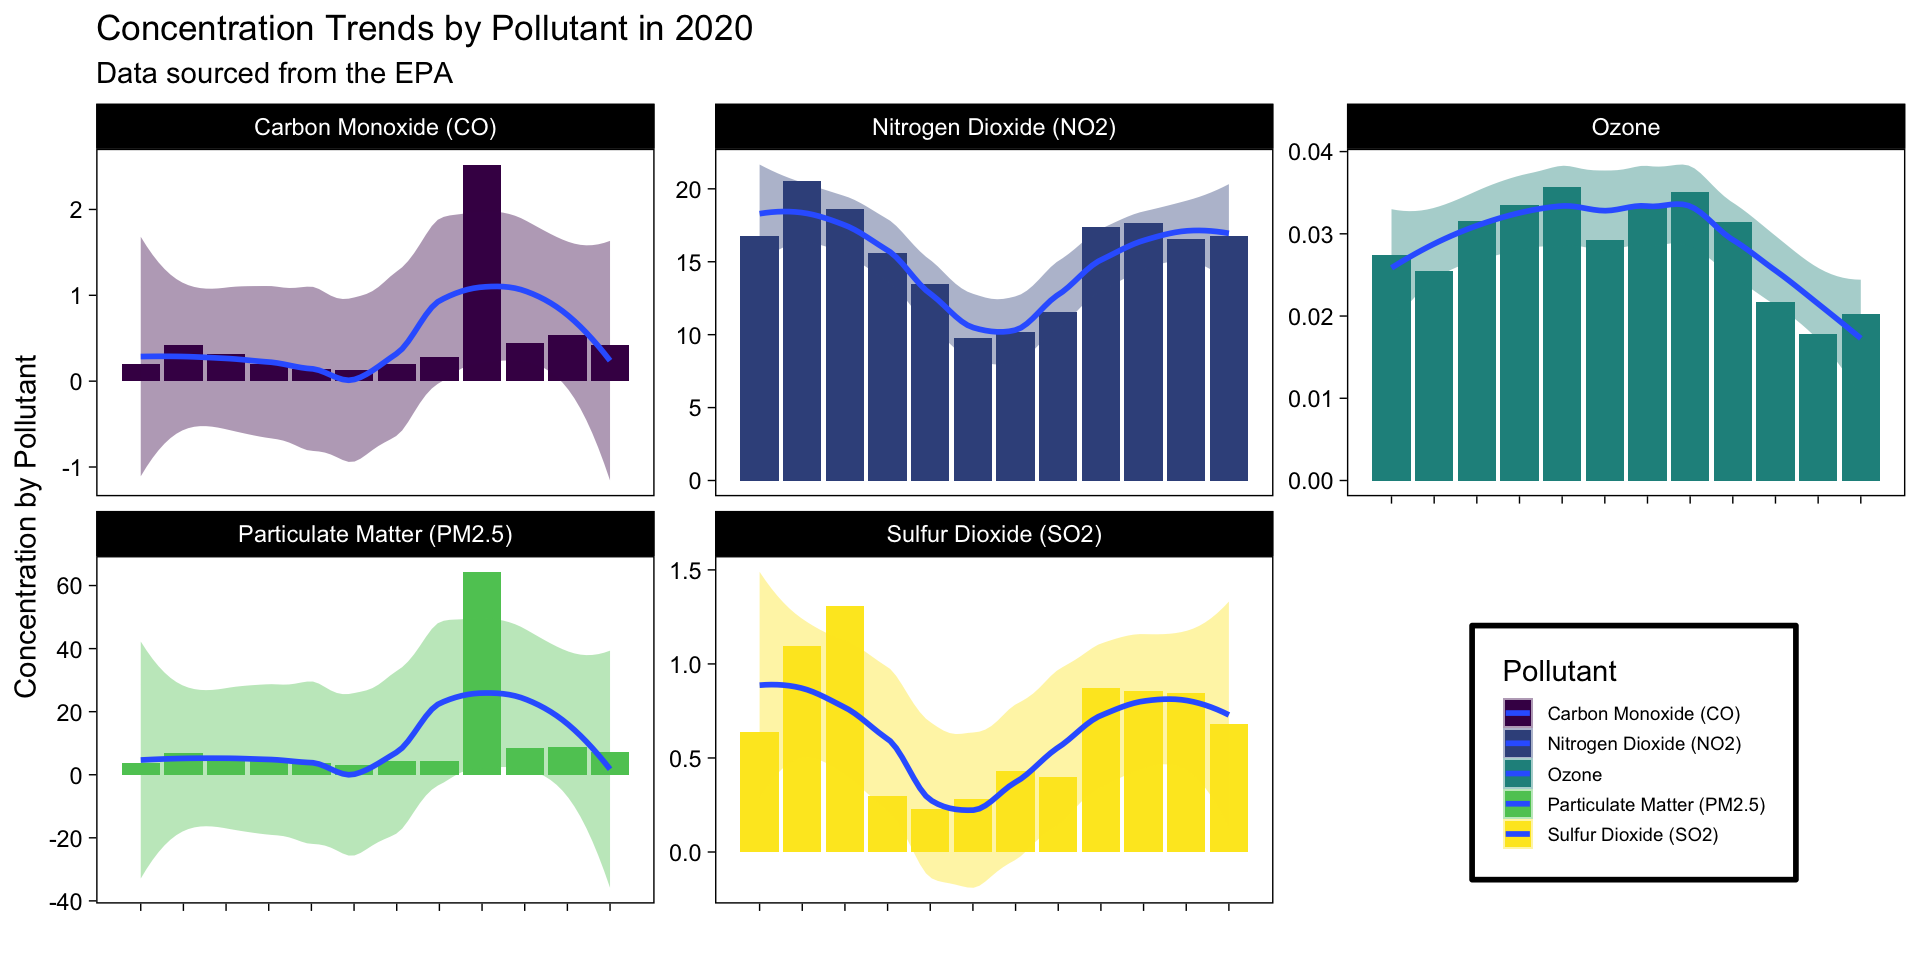 Concentration Trends by Pollutant in 2020
Data sourced from the EPA
Concentration by Pollutant
Carbon Monoxide (CO)
2
1
0
-1
Nitrogen Dioxide (NO2)
20
15
10
5
0
Ozone
0.04
0.03
0.02
0.01
0.00
Particulate Matter (PM2.5)
60
40
20
0
-20
-40
Sulfur Dioxide (SO2)
1.5
1.0
0.5
0.0
Pollutant
Carbon Monoxide (CO)
Nitrogen Dioxide (NO2)
Ozone
Particulate Matter (PM2.5)
Sulfur Dioxide (SO2)